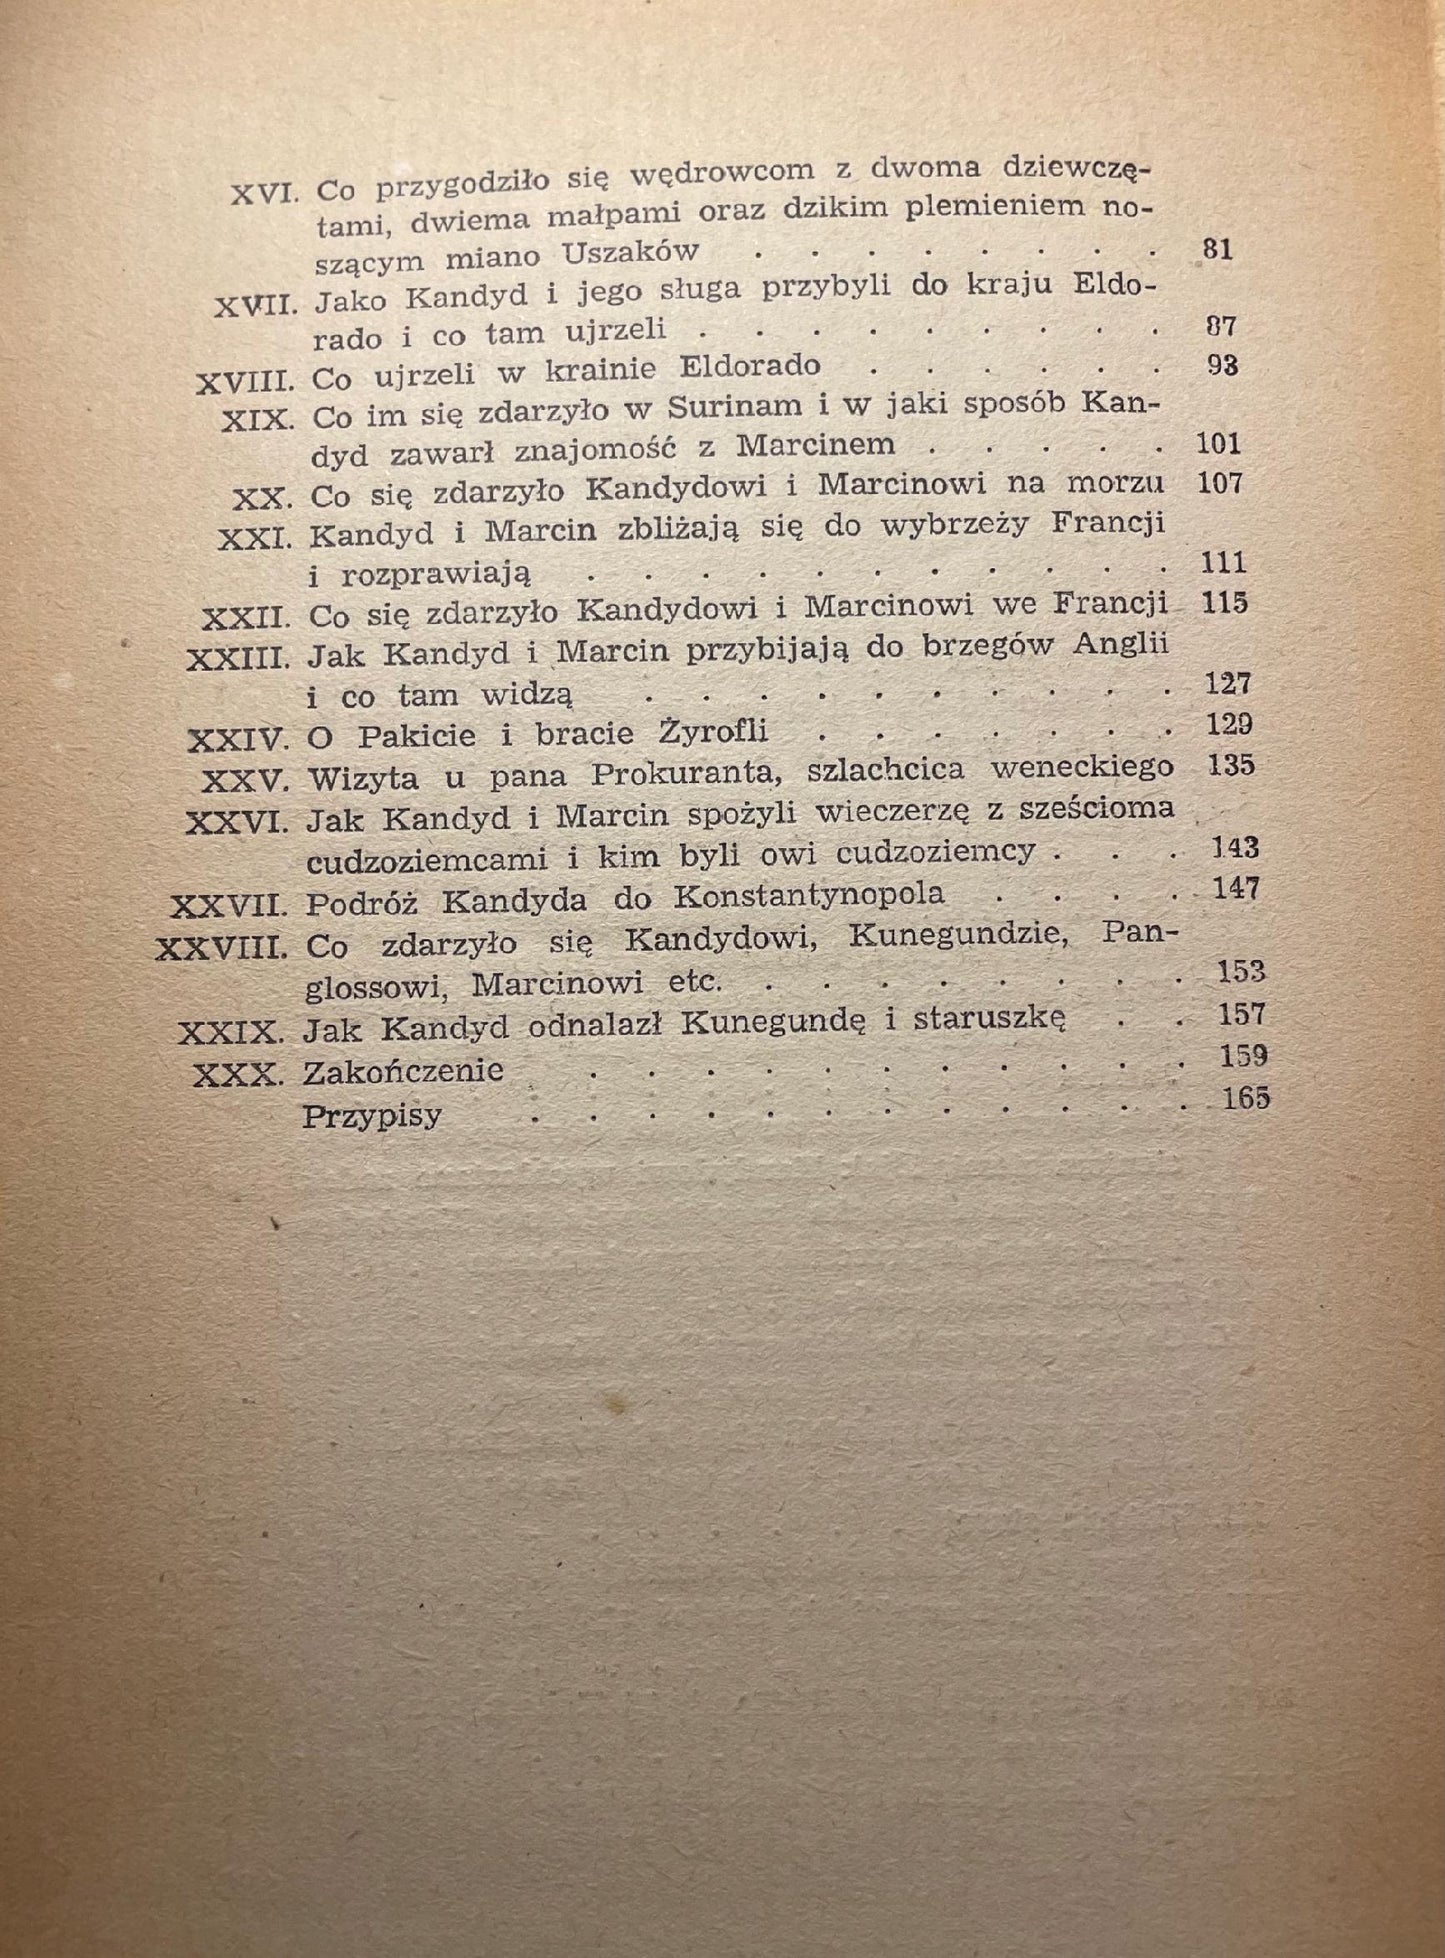 XVI. Co przygodziło się wędrowcom z dwoma dziewczę-
tami, dwiema małpami oraz dzikim plemieniem no-
szącym miano Uszaków . . . . . . . . 81
XVII. Jako Kandyd i jego sługa przybyli do kraju Eldo-
rado i co tam ujrzeli . . . . . . . . . 87
XVIII. Co ujrzeli w krainie Eldorado . . . . . . 93
XIX. Co im się zdarzyło w Surinam i w jaki sposób Kan-
dyd zawarł znajomość z Marcinem . . . . . 101
XX. Co się zdarzyło Kandydowi i Marcinowi na morzu 107
XXI. Kandyd i Marcin zbliżają się do wybrzeży Francji
i rozprawiają . . . . . . . . . . . 111
XXII. Co się zdarzyło Kandydowi i Marcinowi we Francji 115
XXIII. Jak Kandyd i Marcin przybijają do brzegów Anglii
i co tam widzą . . . . . . . . . . 127
XXIV. O Pakicie i bracie Żyrofli . . . . . . . 129
XXV. Wizyta u pana Prokuranta, szlachcica weneckiego 135
XXVI. Jak Kandyd i Marcin spożyli wieczerzę z sześcioma
cudzoziemcami i kim byli owi cudzoziemcy . . . 143
XXVII. Podróż Kandyda do Konstantynopola . . . . 147
XXVIII. Co zdarzyło się Kandydowi, Kunegundzie, Pan-
glossowi, Marcinowi etc. . . . . . . . . 153
XXIX. Jak Kandyd odnalazł Kunegundę i staruszkę . . 157
XXX. Zakończenie . . . . . . . . . . . 159
Przypisy . . . . . . . . . . . . 165